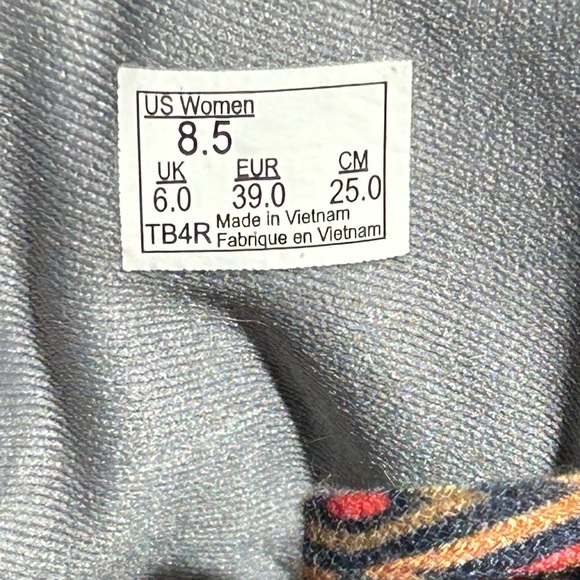 US Women
8.5
UK EUR CM
6.0 39.0 25.0
TB4R Made in Vietnam
Fabrique en Vietnam